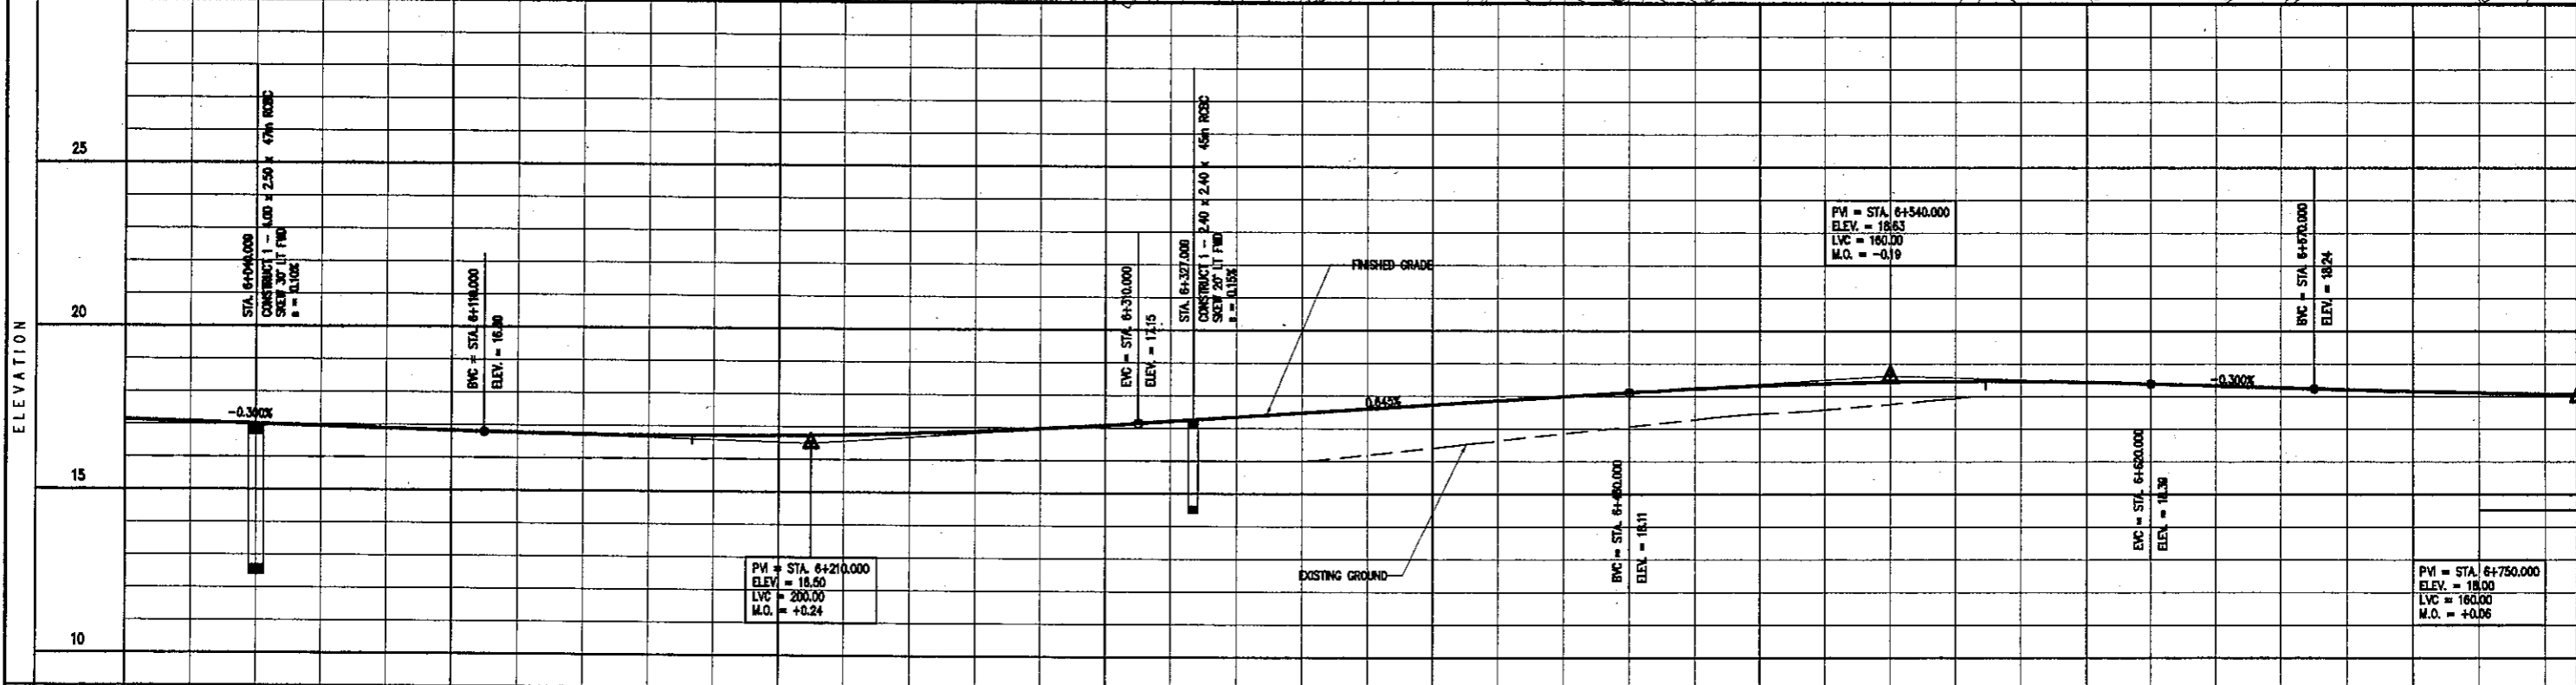 ELEVATION
25
20
15
10
STA. 6+040.009
CONSTRUCT 1 - 4.00 x 2.50 x 47m RCBC
SKEW 30° LT FWD
s = 0.10%
-0.300%
BVC = STA. 6+110.000
ELEV. = 16.80
PVI = STA. 6+210.000
ELEV. = 16.50
LVC = 200.00
M.O. = +0.24
EVC = STA. 6+310.000
ELEV. = 17.15
STA. 6+327.000
CONSTRUCT 1 - 2.40 x 2.40 x 45m RCBC
SKEW 20° LT FWD
s = 0.15%
FINISHED GRADE
0.645%
EXISTING GROUND
BVC = STA. 6+460.000
ELEV. = 18.11
PVI = STA. 6+540.000
ELEV. = 18.63
LVC = 160.00
M.O. = -0.19
EVC = STA. 6+620.000
ELEV. = 18.39
-0.300%
BVC = STA. 6+670.000
ELEV. = 18.24
PVI = STA. 6+750.000
ELEV. = 18.00
LVC = 160.00
M.O. = +0.06